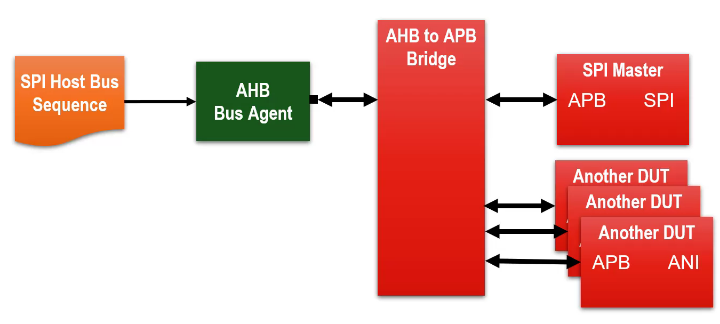 SPI Host Bus
Sequence
AHB
Bus Agent
AHB to APB
Bridge
SPI Master
APB SPI
Another DUT
Another DUT
Another DUT
APB ANI